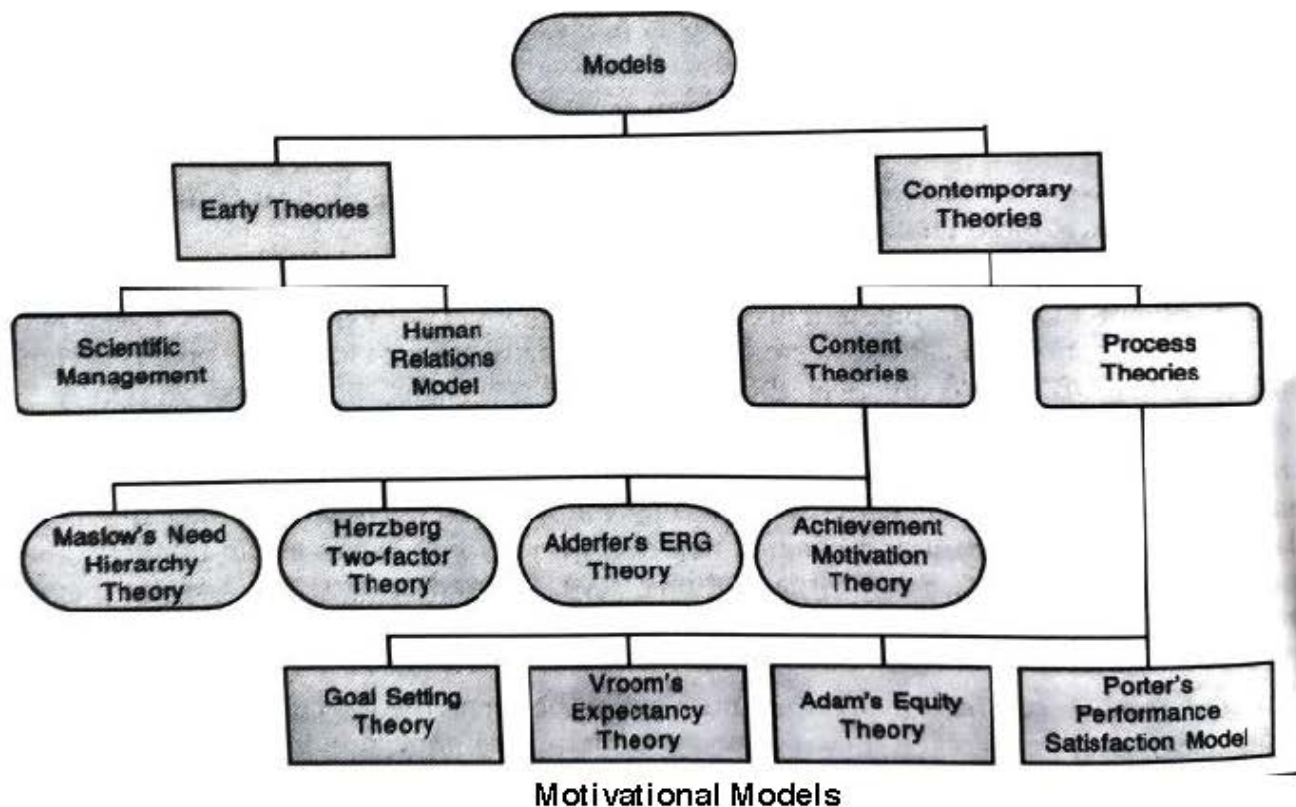 Models
Early Theories
Contemporary
Theories
Scientific
Management
Human
Relations
Model
Content
Theories
Process
Theories
Maslow's Need
Hierarchy
Theory
Herzberg
Two-factor
Theory
Alderfer's ERG
Theory
Achievement
Motivation
Theory
Goal Setting
Theory
Vroom's
Expectancy
Theory
Adam's Equity
Theory
Porter's
Performance
Satisfaction Model
Motivational Models